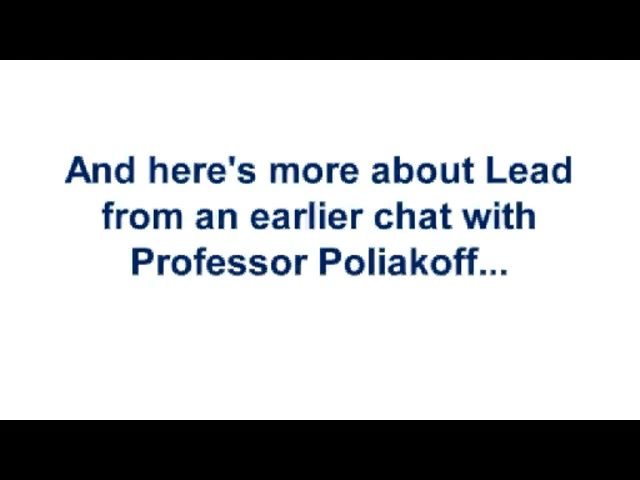 And here's more about Lead
from an earlier chat with
Professor Poliakoff...